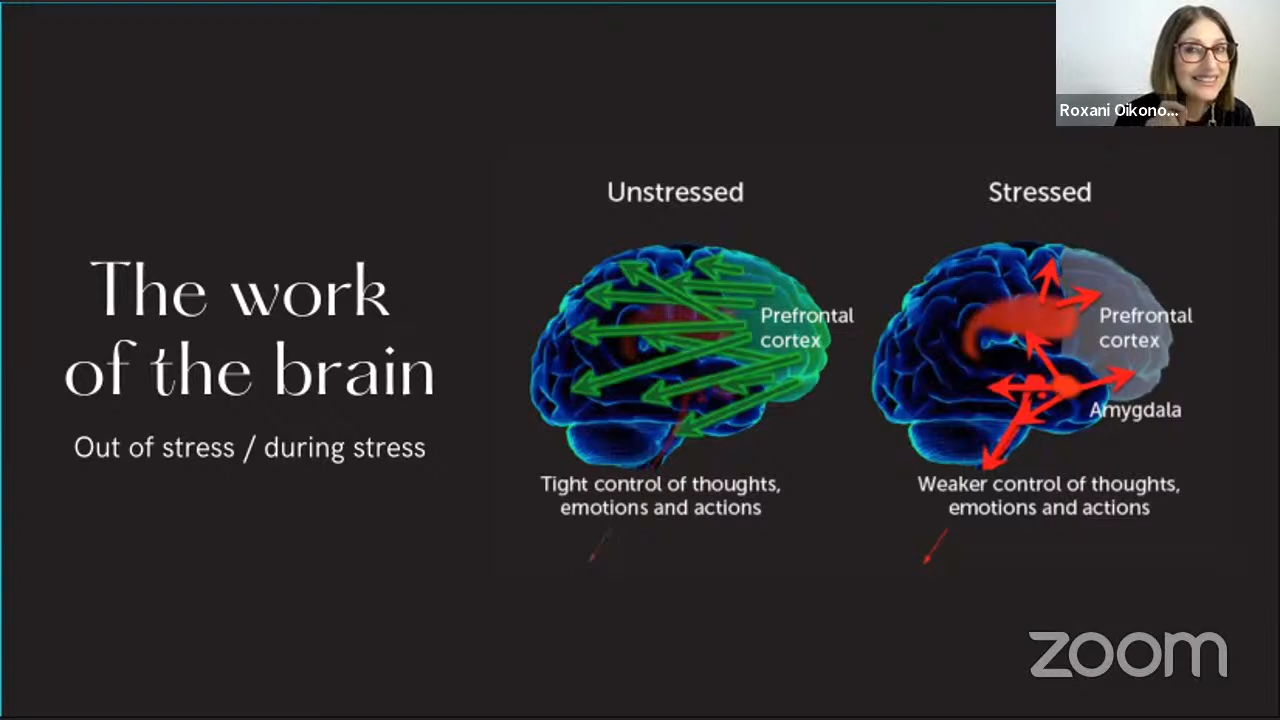 Roxani Oikono...
The work
of the brain
Out of stress / during stress
Unstressed
Prefrontal
cortex
Tight control of thoughts,
emotions and actions
Stressed
Prefrontal
cortex
Amygdala
Weaker control of thoughts,
emotions and actions
zoom